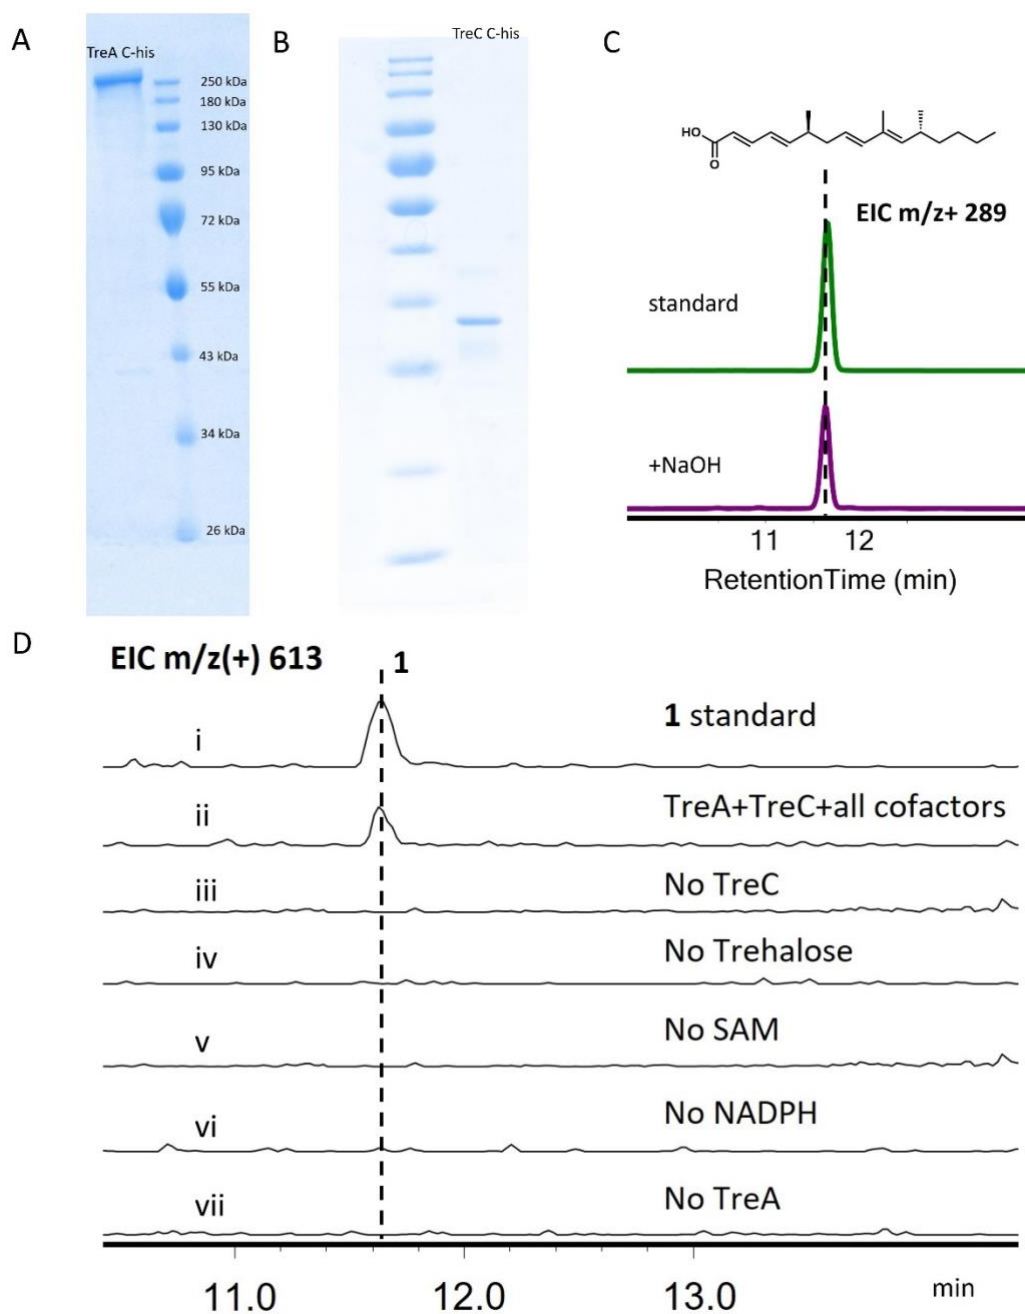 A
TreA C-his
250 kDa
180 kDa
130 kDa
95 kDa
72 kDa
55 kDa
43 kDa
34 kDa
26 kDa
B
TreC C-his
C
HO
O
EIC m/z+ 289
standard
+NaOH
11 12
RetentionTime (min)
D
EIC m/z(+) 613
1
i 1 standard
ii TreA+TreC+all cofactors
iii No TreC
iv No Trehalose
v No SAM
vi No NADPH
vii No TreA
11.0 12.0 13.0 min